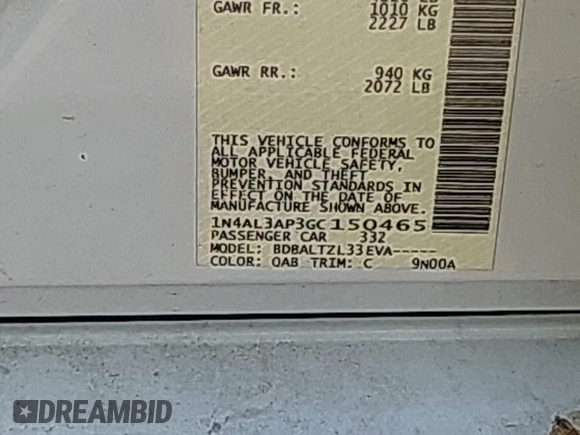 GAWR FR.: 1010 KG
2227 LB
GAWR RR.: 940 KG
2072 LB
THIS VEHICLE CONFORMS TO
ALL APPLICABLE FEDERAL
MOTOR VEHICLE SAFETY,
BUMPER, AND THEFT
PREVENTION STANDARDS IN
EFFECT ON THE DATE OF
MANUFACTURE SHOWN ABOVE.
1N4AL3AP3GC150465
PASSENGER CAR 332
MODEL: BDBALTZL33EVA-----
COLOR: QAB TRIM: C 9N00A
DREAMBID